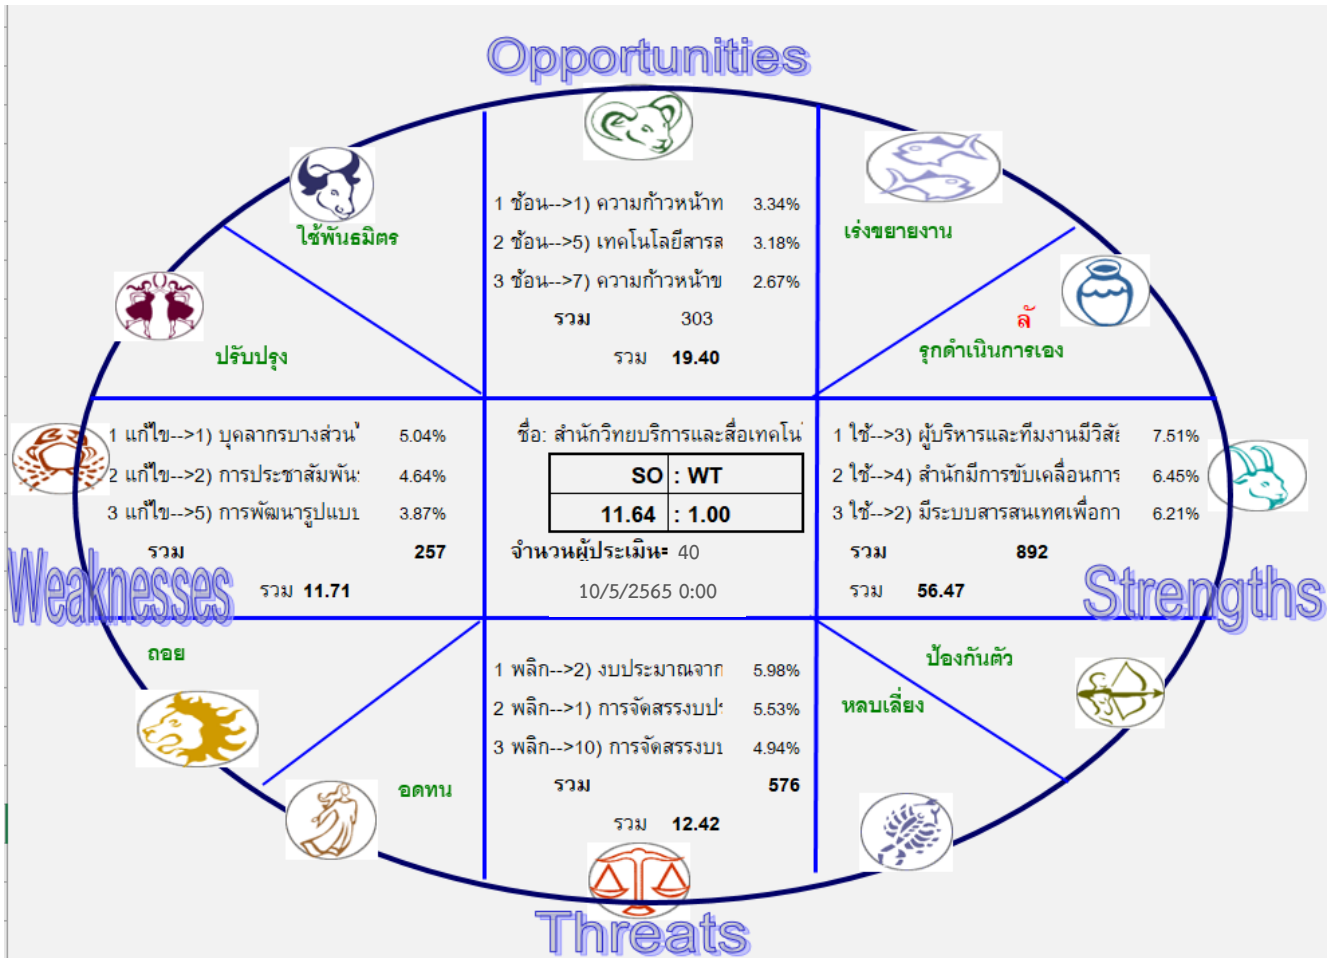 Opportunities
1 ช้อน-->1) ความก้าวหน้าท 3.34%
2 ช้อน-->5) เทคโนโลยีสารส 3.18%
3 ช้อน-->7) ความก้าวหน้าข 2.67%
รวม 303
รวม 19.40
ใช้พันธมิตร
เร่งขยายงาน
ปรับปรุง
ลั
รุกดำเนินการเอง
1 แก้ไข-->1) บุคลากรบางส่วนใ 5.04%
2 แก้ไข-->2) การประชาสัมพัน 4.64%
3 แก้ไข-->5) การพัฒนารูปแบบ 3.87%
รวม 257
รวม 11.71
Weaknesses
ชื่อ: สำนักวิทยบริการและสื่อเทคโน
SO : WT
11.64 : 1.00
จำนวนผู้ประเมิน= 40
10/5/2565 0:00
1 ใช้-->3) ผู้บริหารและทีมงานมีวิสัย 7.51%
2 ใช้-->4) สำนักมีการขับเคลื่อนการ 6.45%
3 ใช้-->2) มีระบบสารสนเทศเพื่อกา 6.21%
รวม 892
รวม 56.47
Strengths
ถอย
อดทน
1 พลิก-->2) งบประมาณจาก 5.98%
2 พลิก-->1) การจัดสรรงบปร 5.53%
3 พลิก-->10) การจัดสรรงบป 4.94%
รวม 576
รวม 12.42
ป้องกันตัว
หลบเลี่ยง
Threats